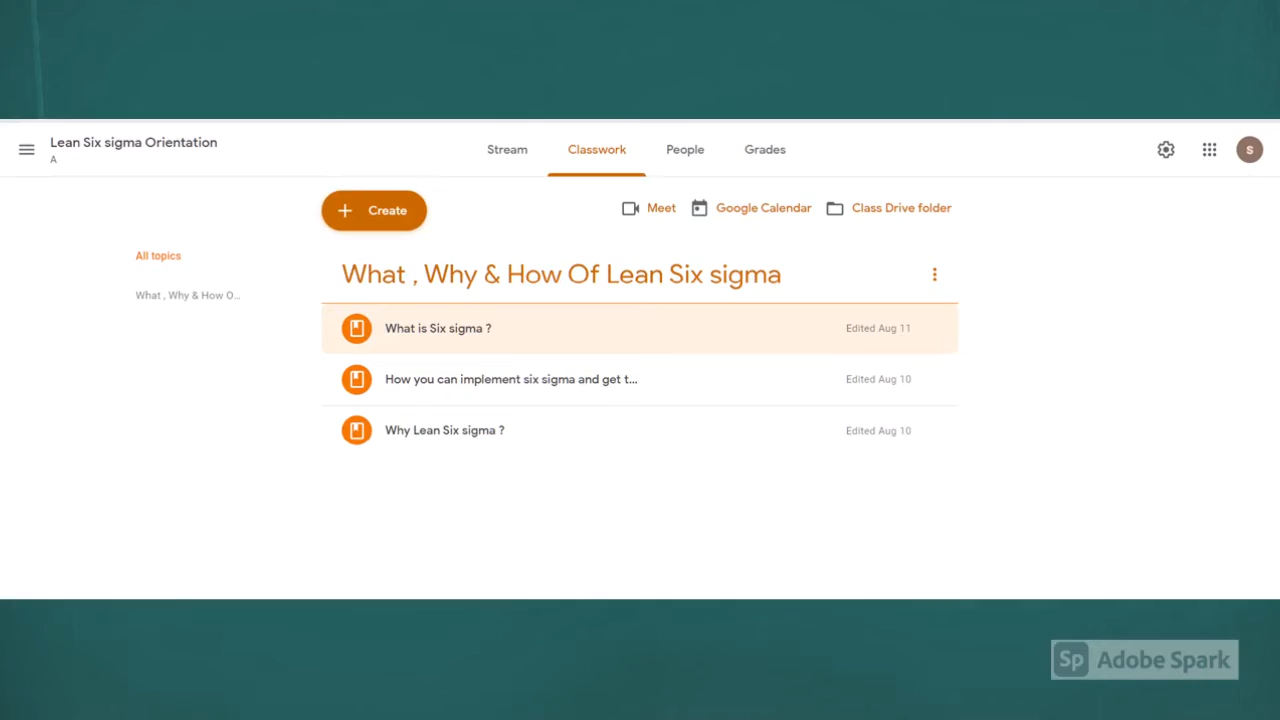 Lean Six sigma Orientation
A
Stream Classwork People Grades
S
Create
Meet Google Calendar Class Drive folder
All topics
What , Why & How O...
What , Why & How Of Lean Six sigma
What is Six sigma ? Edited Aug 11
How you can implement six sigma and get t... Edited Aug 10
Why Lean Six sigma ? Edited Aug 10
Sp Adobe Spark